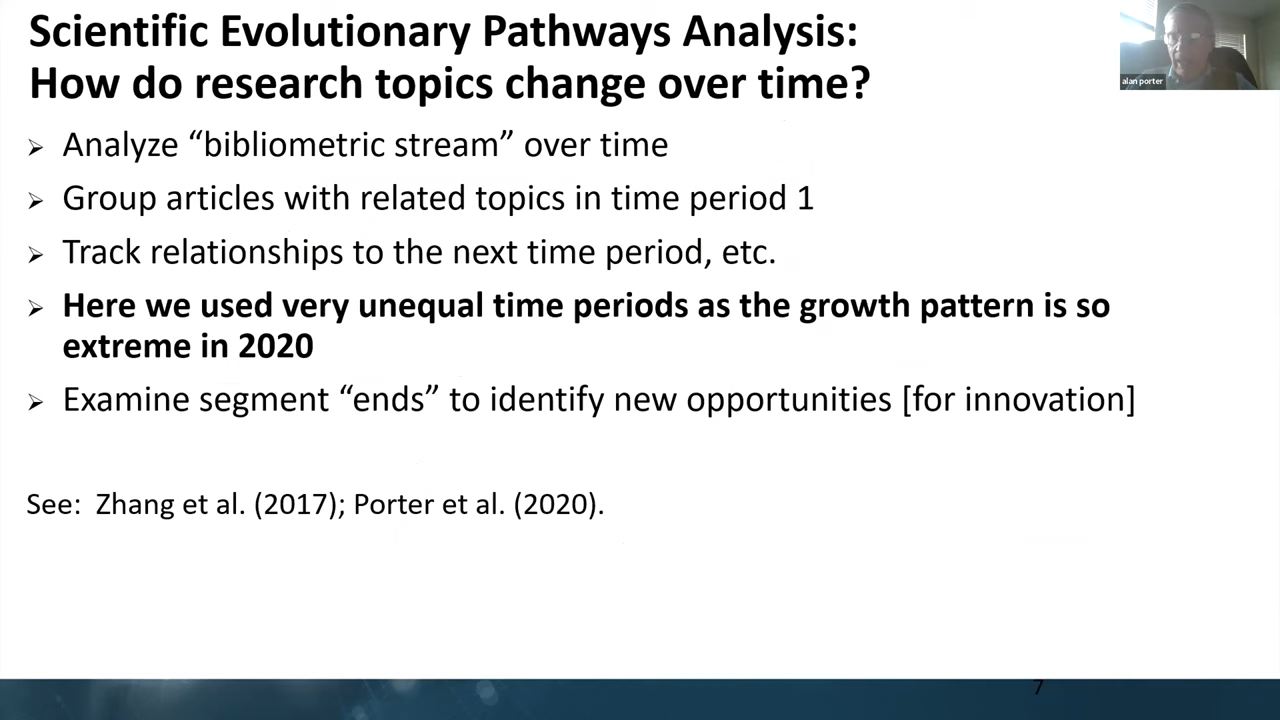 Scientific Evolutionary Pathways Analysis:
How do research topics change over time?
alan porter
Analyze “bibliometric stream” over time
Group articles with related topics in time period 1
Track relationships to the next time period, etc.
Here we used very unequal time periods as the growth pattern is so
extreme in 2020
Examine segment “ends” to identify new opportunities [for innovation]
See: Zhang et al. (2017); Porter et al. (2020).
7